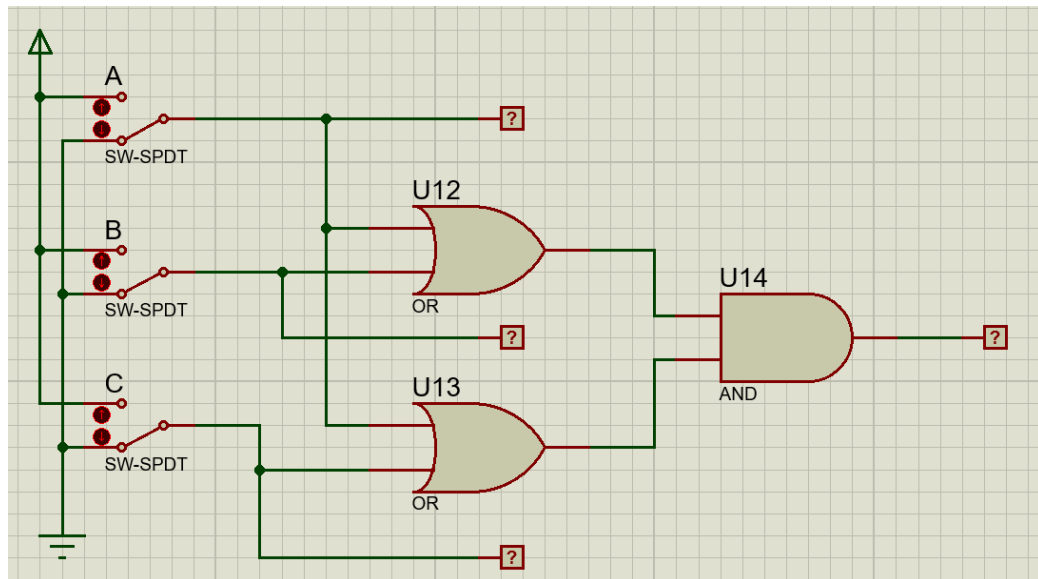 A
?
SW-SPDT
U12
B
U14
SW-SPDT
OR
?
?
C
U13
AND
SW-SPDT
OR
?